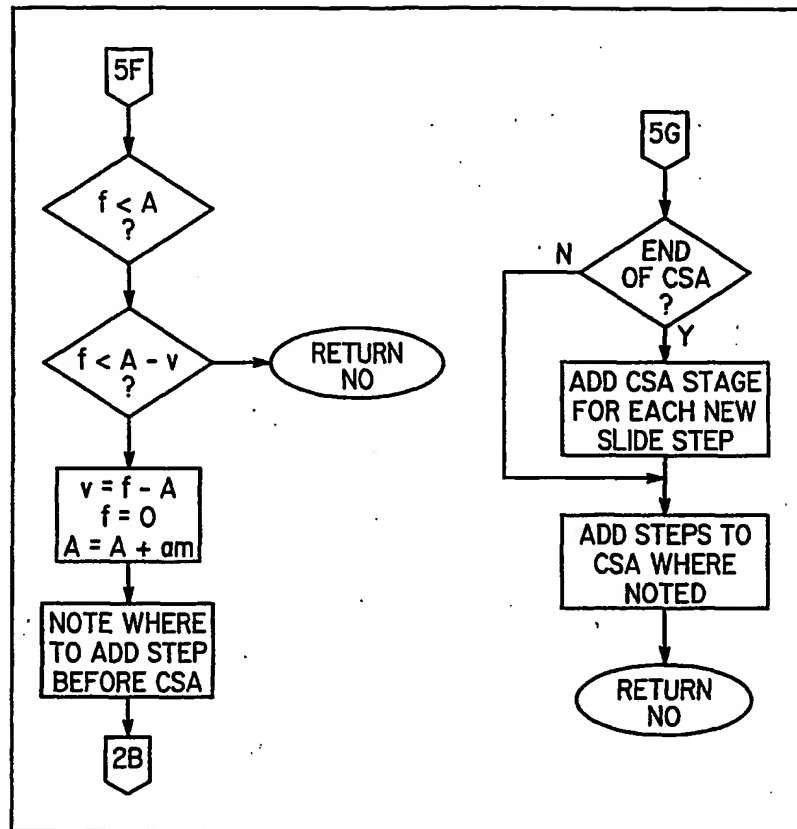 5F
f < A
?
f < A - v
?
RETURN
NO
v = f - A
f = 0
A = A + am
NOTE WHERE
TO ADD STEP
BEFORE CSA
2B
5G
END
OF CSA
?
N
Y
ADD CSA STAGE
FOR EACH NEW
SLIDE STEP
ADD STEPS TO
CSA WHERE
NOTED
RETURN
NO